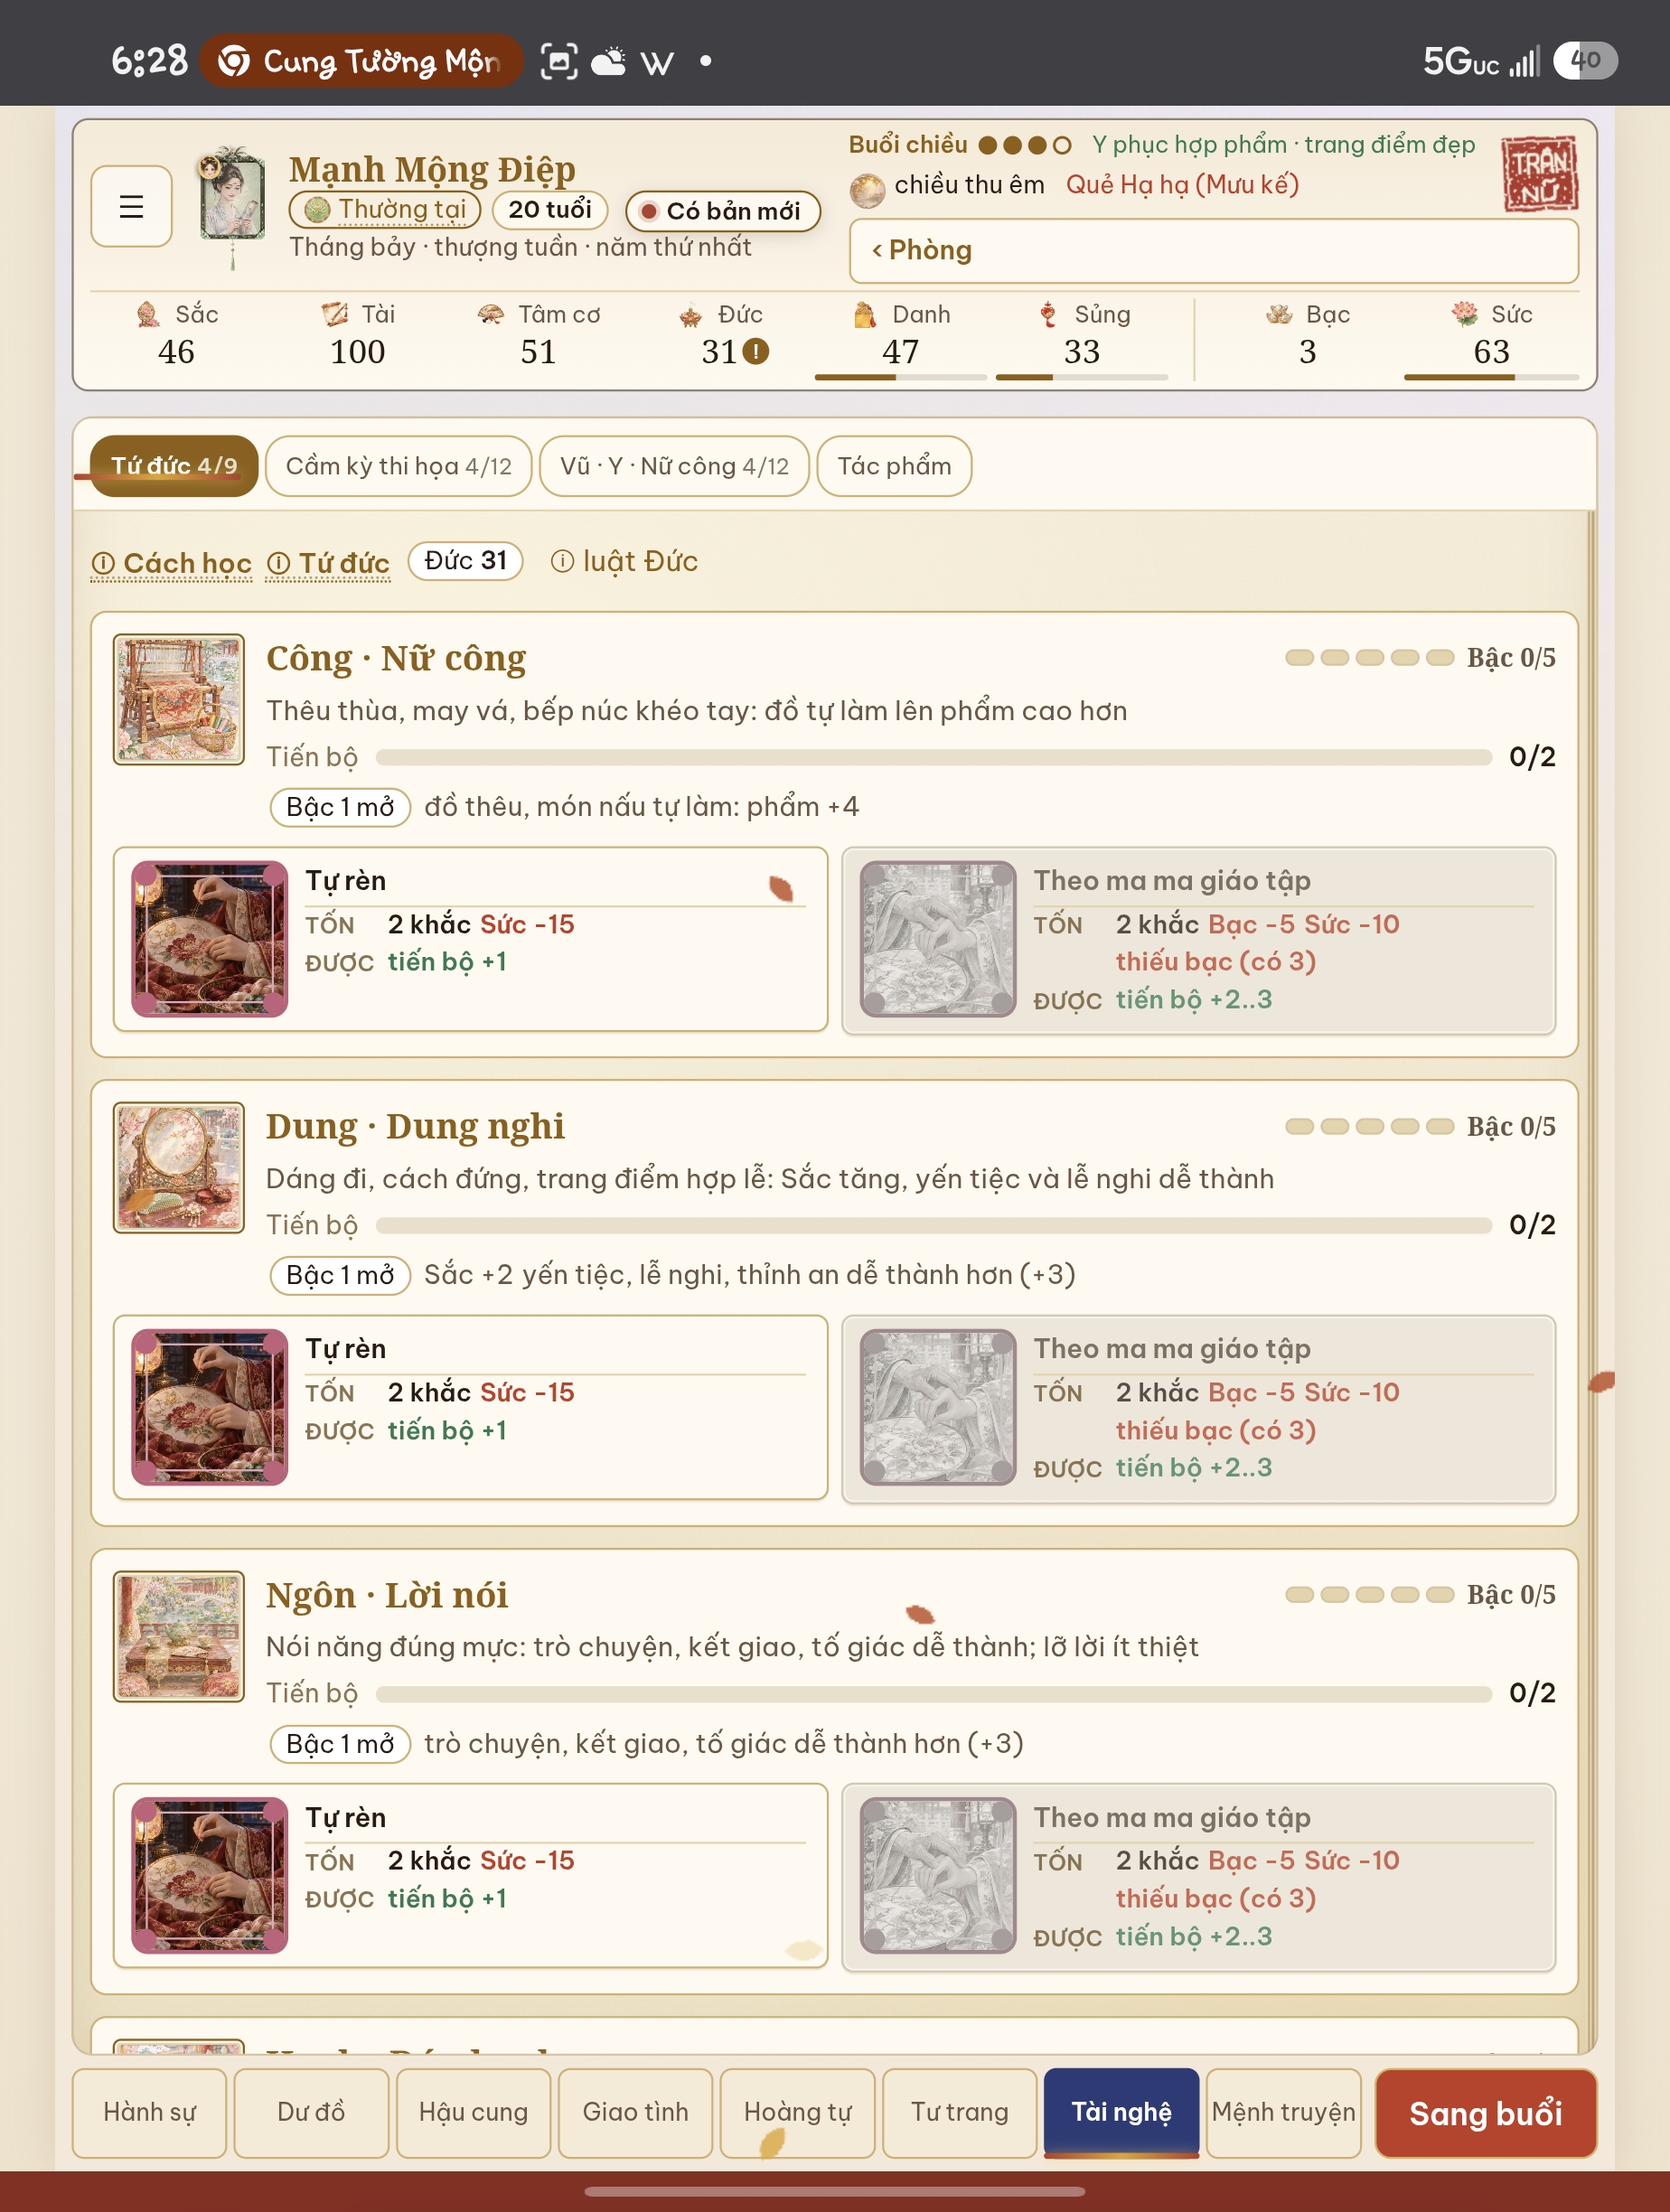 6:28 Cung Tường Mộn W 5G UC 40
Mạnh Mộng Điệp
Thường tại 20 tuổi Có bản mới
Tháng bảy · thượng tuần · năm thứ nhất
Buổi chiều Y phục hợp phẩm · trang điểm đẹp
chiều thu êm Quẻ Hạ hạ (Mưu kế)
TRÂN NỮ
‹ Phòng
Sắc Tài Tâm cơ Đức Danh Sủng Bạc Sức
46 100 51 31 ! 47 33 3 63
Tứ đức 4/9 Cầm kỳ thi họa 4/12 Vũ · Y · Nữ công 4/12 Tác phẩm
Cách học Tứ đức Đức 31 luật Đức
Công · Nữ công Bậc 0/5
Thêu thùa, may vá, bếp núc khéo tay: đồ tự làm lên phẩm cao hơn
Tiến bộ 0/2
Bậc 1 mở đồ thêu, món nấu tự làm: phẩm +4
Tự rèn
TỐN 2 khắc Sức -15
ĐƯỢC tiến bộ +1
Theo ma ma giáo tập
TỐN 2 khắc Bạc -5 Sức -10
thiếu bạc (có 3)
ĐƯỢC tiến bộ +2..3
Dung · Dung nghi Bậc 0/5
Dáng đi, cách đứng, trang điểm hợp lễ: Sắc tăng, yến tiệc và lễ nghi dễ thành
Tiến bộ 0/2
Bậc 1 mở Sắc +2 yến tiệc, lễ nghi, thỉnh an dễ thành hơn (+3)
Tự rèn
TỐN 2 khắc Sức -15
ĐƯỢC tiến bộ +1
Theo ma ma giáo tập
TỐN 2 khắc Bạc -5 Sức -10
thiếu bạc (có 3)
ĐƯỢC tiến bộ +2..3
Ngôn · Lời nói Bậc 0/5
Nói năng đúng mực: trò chuyện, kết giao, tố giác dễ thành; lỡ lời ít thiệt
Tiến bộ 0/2
Bậc 1 mở trò chuyện, kết giao, tố giác dễ thành hơn (+3)
Tự rèn
TỐN 2 khắc Sức -15
ĐƯỢC tiến bộ +1
Theo ma ma giáo tập
TỐN 2 khắc Bạc -5 Sức -10
thiếu bạc (có 3)
ĐƯỢC tiến bộ +2..3
Hành sự Dư đồ Hậu cung Giao tình Hoàng tự Tư trang Tài nghệ Mệnh truyện Sang buổi